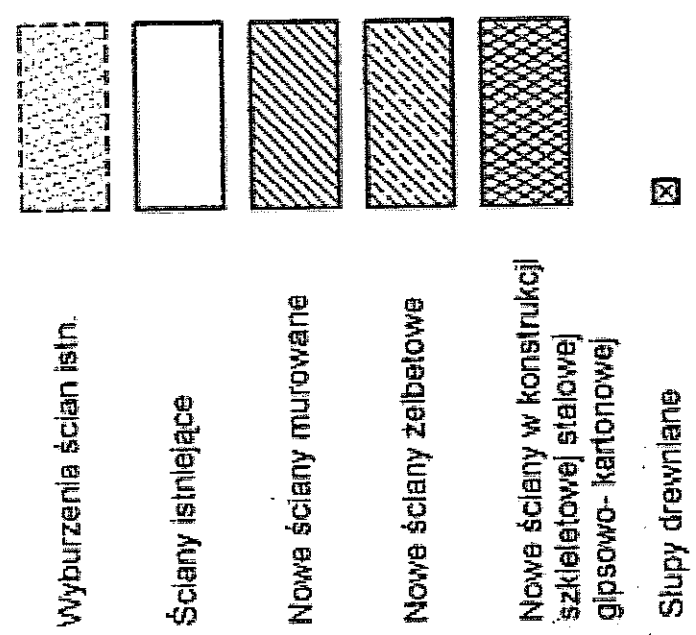 Wyburzenia ścian istn.
Ściany istniejące
Nowe ściany murowane
Nowe ściany żelbetowe
Nowe ściany w konstrukcji
szkieletowej stalowej
gipsowo- kartonowej
Słupy drewniane